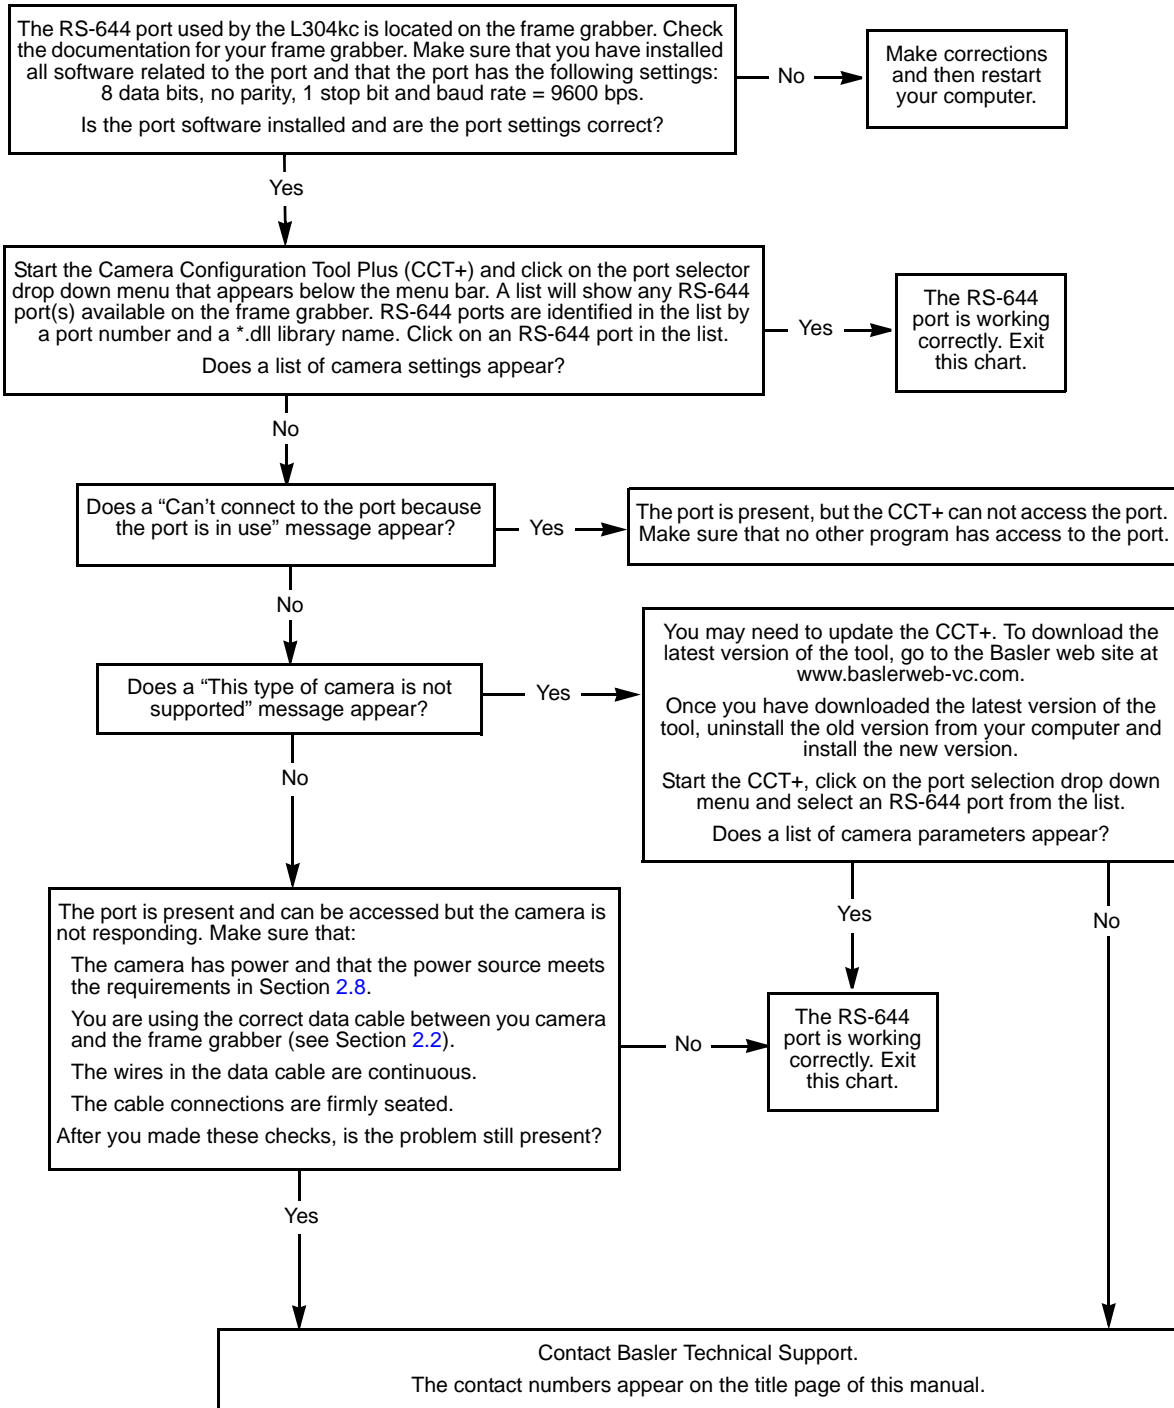 The RS-644 port used by the L304kc is located on the frame grabber. Check
the documentation for your frame grabber. Make sure that you have installed
all software related to the port and that the port has the following settings:
8 data bits, no parity, 1 stop bit and baud rate = 9600 bps.
Is the port software installed and are the port settings correct?
No
Make corrections
and then restart
your computer.
Yes
Start the Camera Configuration Tool Plus (CCT+) and click on the port selector
drop down menu that appears below the menu bar. A list will show any RS-644
port(s) available on the frame grabber. RS-644 ports are identified in the list by
a port number and a *.dll library name. Click on an RS-644 port in the list.
Does a list of camera settings appear?
Yes
The RS-644
port is working
correctly. Exit
this chart.
No
Does a “Can’t connect to the port because
the port is in use” message appear?
Yes
The port is present, but the CCT+ can not access the port.
Make sure that no other program has access to the port.
No
Does a “This type of camera is not
supported” message appear?
Yes
You may need to update the CCT+. To download the
latest version of the tool, go to the Basler web site at
www.baslerweb-vc.com.
Once you have downloaded the latest version of the
tool, uninstall the old version from your computer and
install the new version.
Start the CCT+, click on the port selection drop down
menu and select an RS-644 port from the list.
Does a list of camera parameters appear?
No
The port is present and can be accessed but the camera is
not responding. Make sure that:
The camera has power and that the power source meets
the requirements in Section 2.8.
You are using the correct data cable between you camera
and the frame grabber (see Section 2.2).
The wires in the data cable are continuous.
The cable connections are firmly seated.
After you made these checks, is the problem still present?
No
Yes
No
The RS-644
port is working
correctly. Exit
this chart.
Yes
Contact Basler Technical Support.
The contact numbers appear on the title page of this manual.